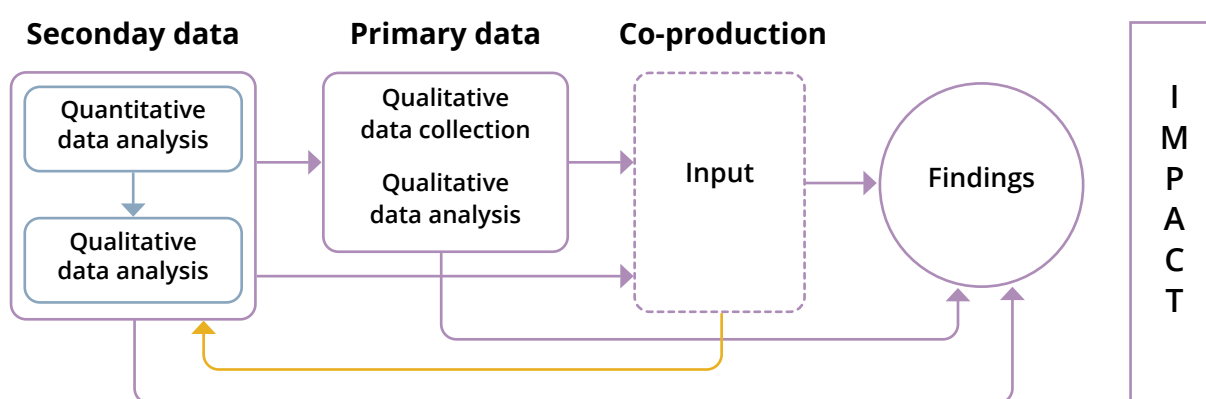 Seconday data
Primary data
Co-production
Quantitative
data analysis
Qualitative
data analysis
Qualitative
data collection
Qualitative
data analysis
Input
Findings
I
M
P
A
C
T